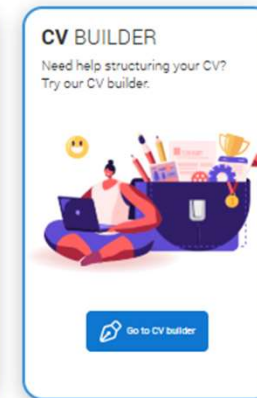 CV BUILDER
Need help structuring your CV?
Try our CV builder.
Go to CV builder